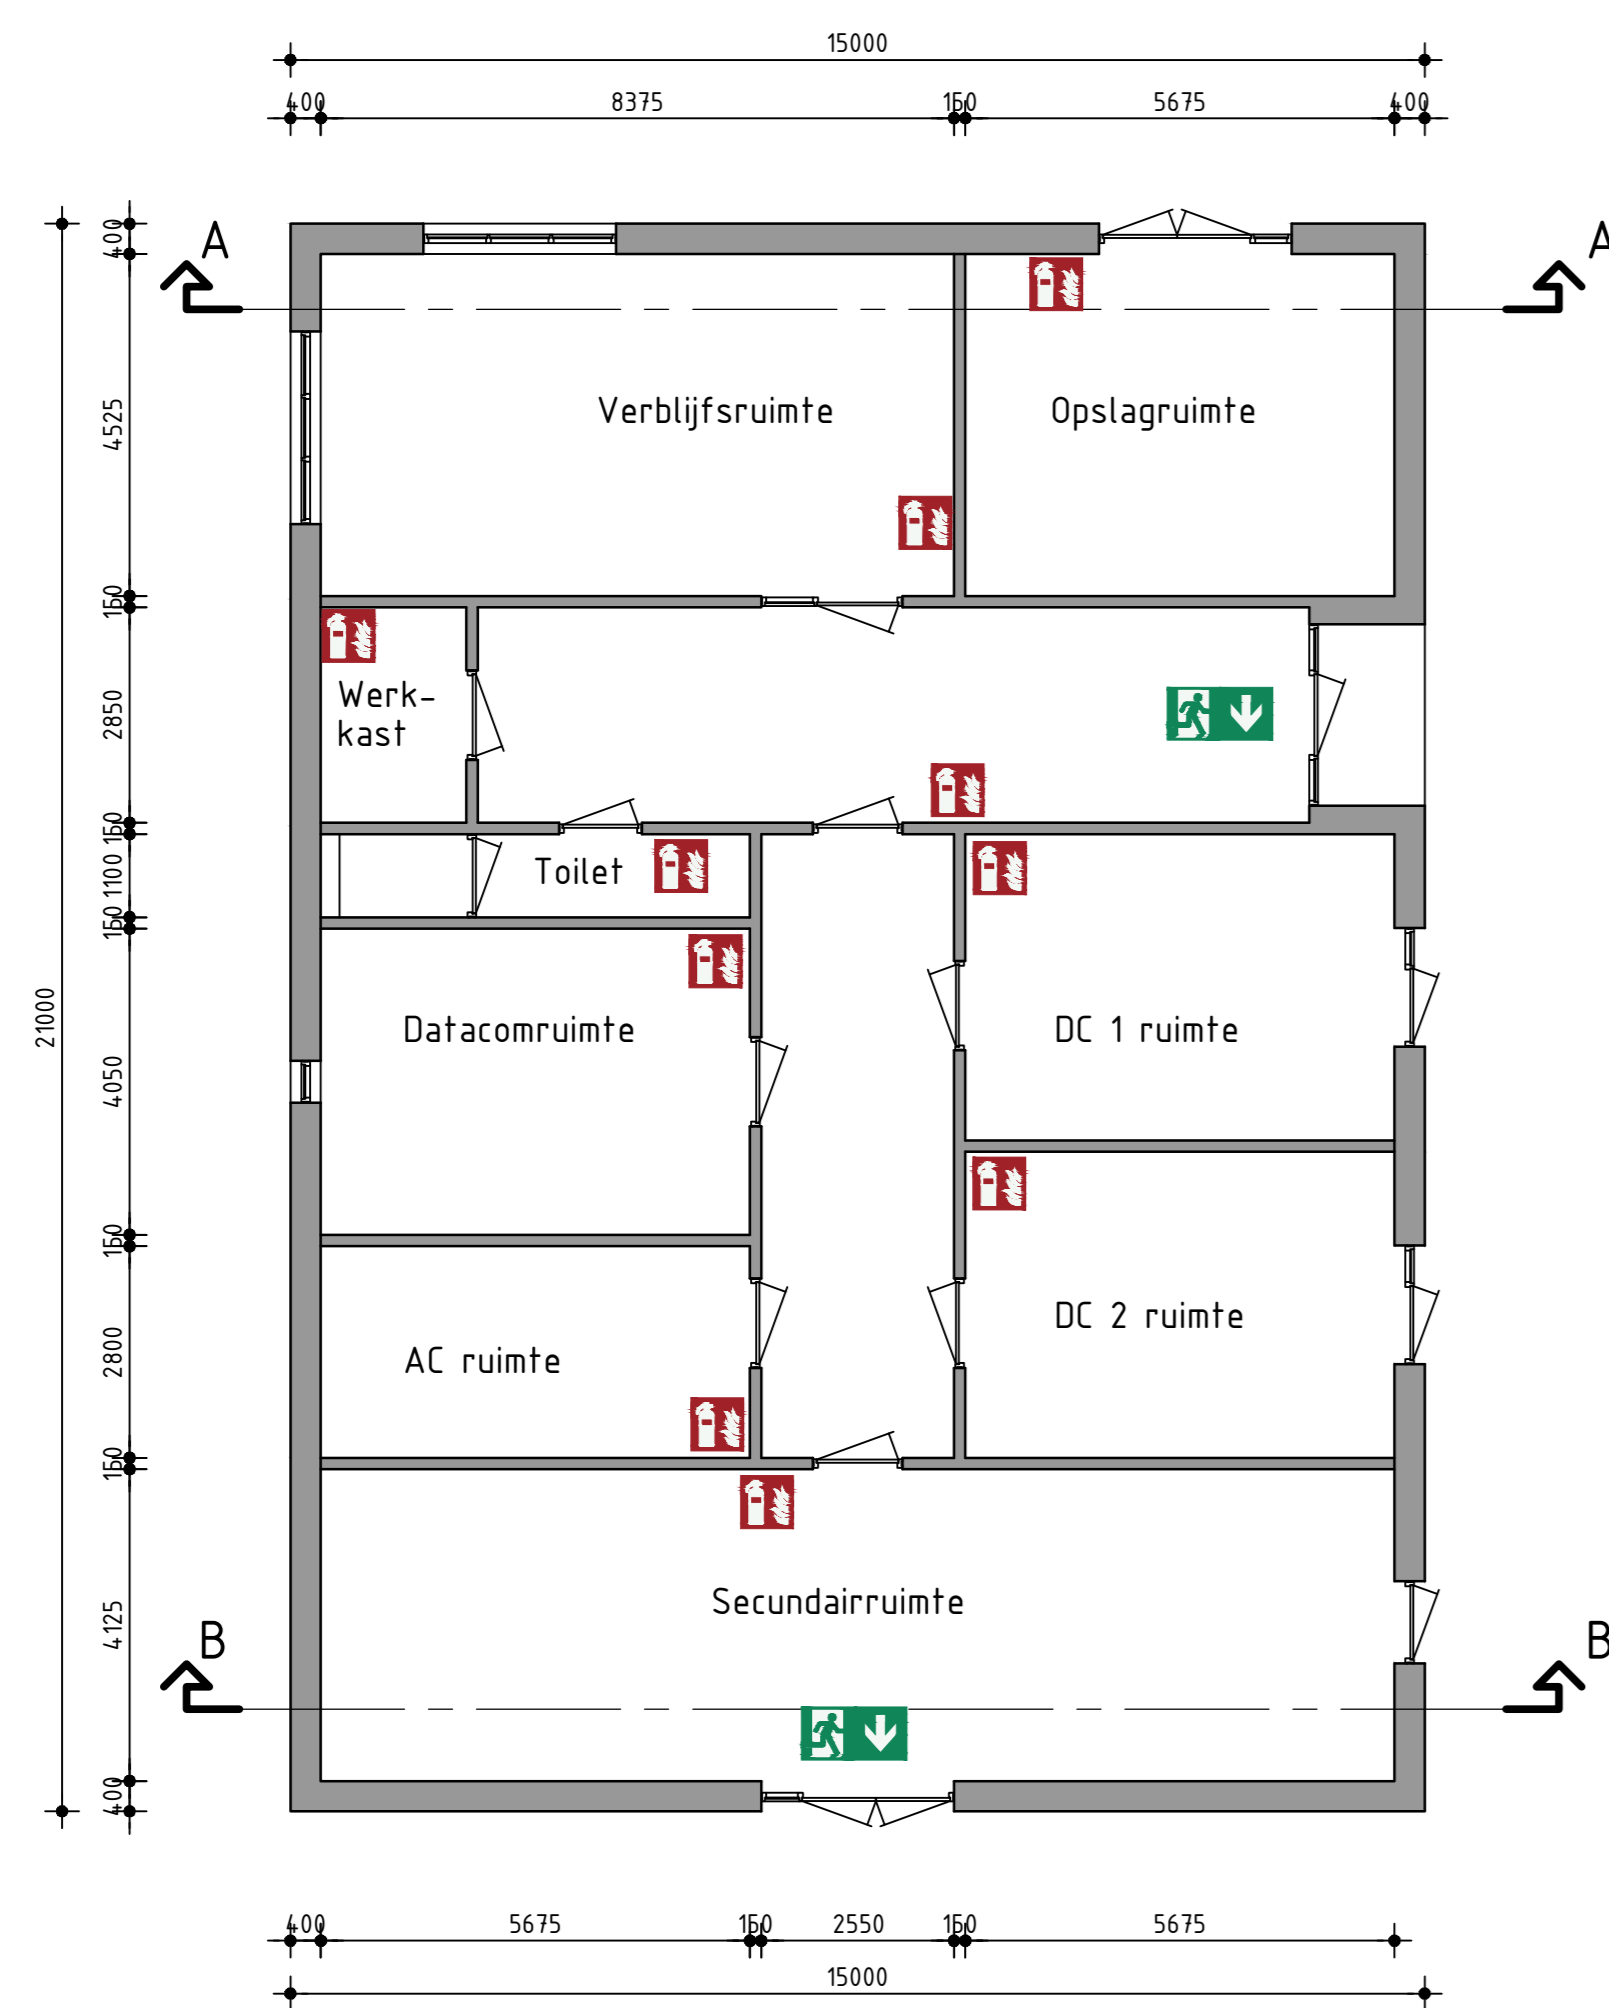 15000
400 8375 150 5675 400
A A
400
4525
150
2850
150
1100
150
4050
150
2800
150
4125
400
21000
Verblijfsruimte
Opslagruimte
Werk-
kast
Toilet
Datacomruimte
DC 1 ruimte
DC 2 ruimte
AC ruimte
Secundairruimte
B B
400 5675 150 2550 150 5675
15000